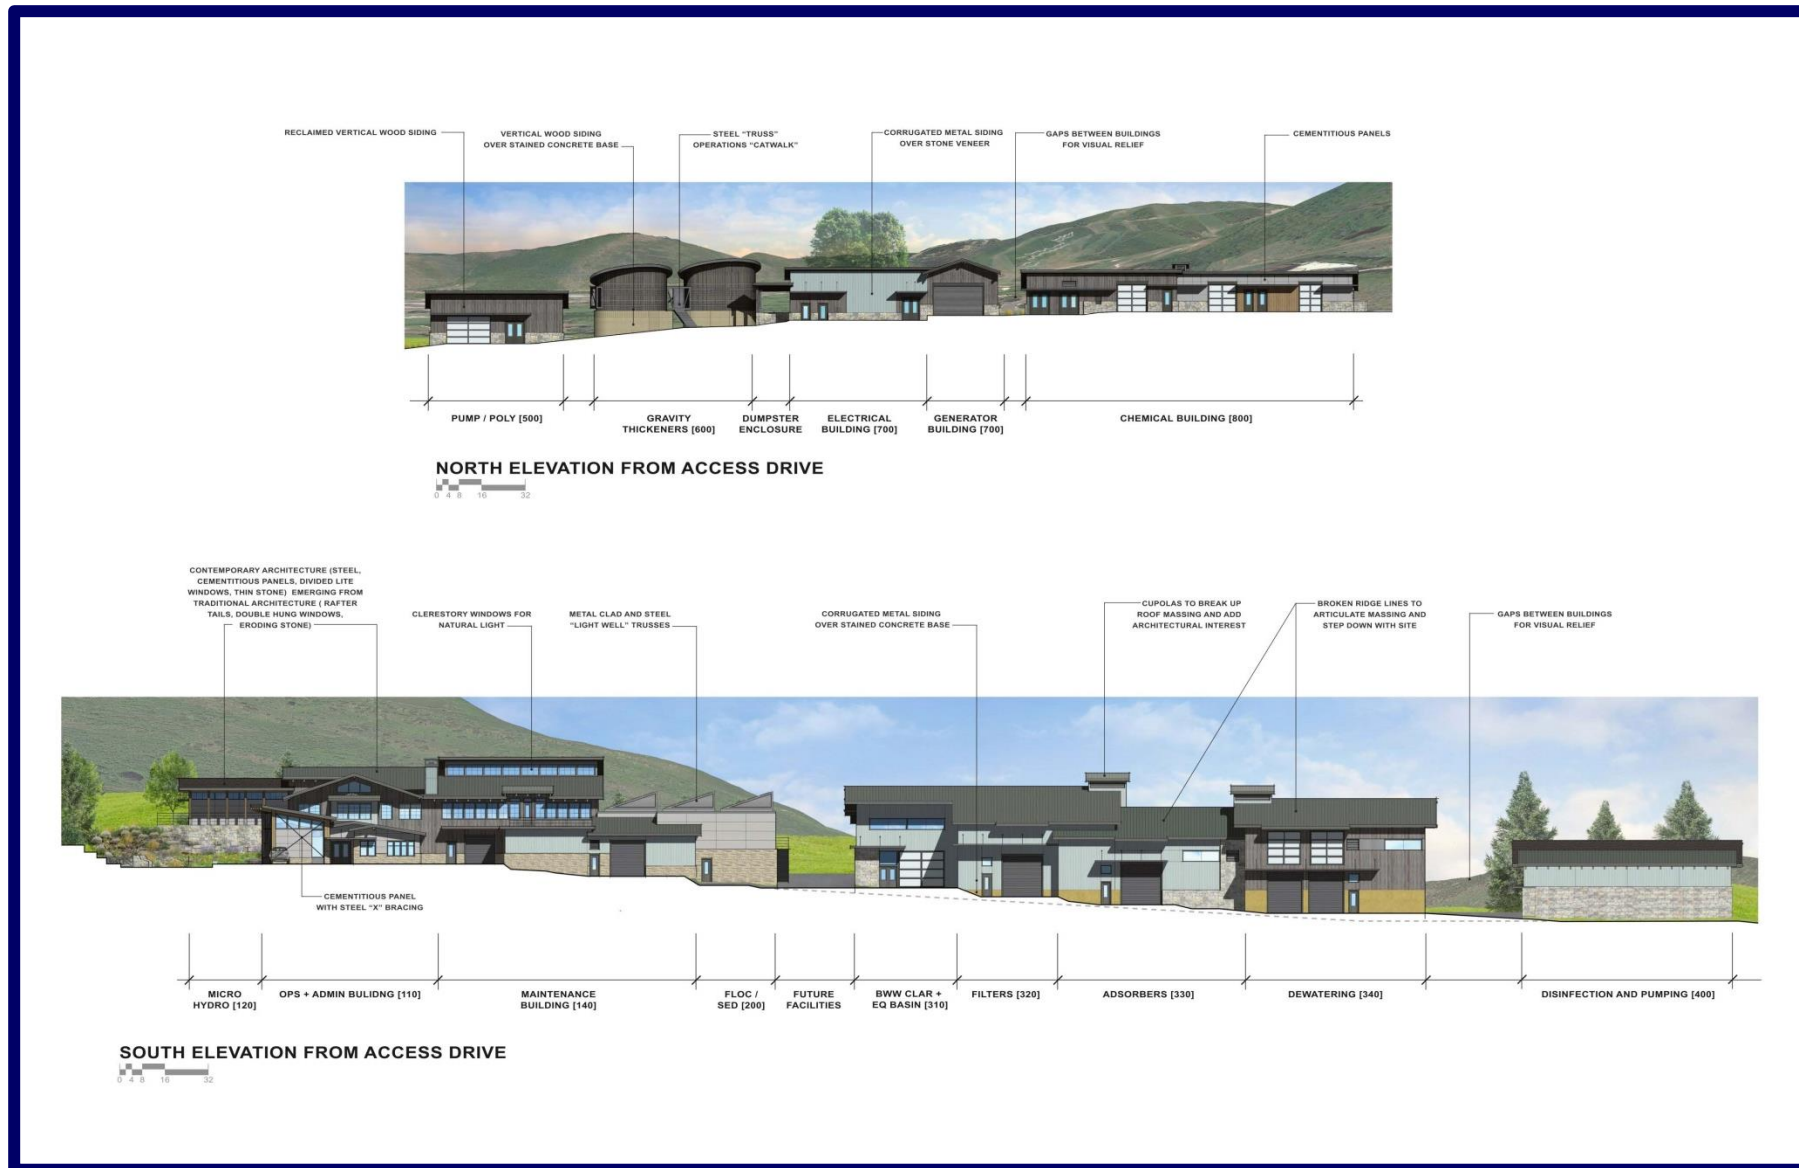 RECLAIMED VERTICAL WOOD SIDING
VERTICAL WOOD SIDING
OVER STAINED CONCRETE BASE
STEEL "TRUSS"
OPERATIONS "CATWALK"
CORRUGATED METAL SIDING
OVER STONE VENEER
GAPS BETWEEN BUILDINGS
FOR VISUAL RELIEF
CEMENTITIOUS PANELS
PUMP / POLY [500]
GRAVITY
THICKENERS [600]
DUMPSTER
ENCLOSURE
ELECTRICAL
BUILDING [700]
GENERATOR
BUILDING [700]
CHEMICAL BUILDING [800]
NORTH ELEVATION FROM ACCESS DRIVE
0 4 8 16 32
CONTEMPORARY ARCHITECTURE (STEEL,
CEMENTITIOUS PANELS, DIVIDED LITE
WINDOWS, THIN STONE) EMERGING FROM
TRADITIONAL ARCHITECTURE ( RAFTER
TAILS, DOUBLE HUNG WINDOWS,
ERODING STONE)
CLERESTORY WINDOWS FOR
NATURAL LIGHT
METAL CLAD AND STEEL
"LIGHT WELL" TRUSSES
CORRUGATED METAL SIDING
OVER STAINED CONCRETE BASE
CUPOLAS TO BREAK UP
ROOF MASSING AND ADD
ARCHITECTURAL INTEREST
BROKEN RIDGE LINES TO
ARTICULATE MASSING AND
STEP DOWN WITH SITE
GAPS BETWEEN BUILDINGS
FOR VISUAL RELIEF
CEMENTITIOUS PANEL
WITH STEEL "X" BRACING
MICRO
HYDRO [120]
OPS + ADMIN BULIDNG [110]
MAINTENANCE
BUILDING [140]
FLOC /
SED [200]
FUTURE
FACILITIES
BWW CLAR +
EQ BASIN [310]
FILTERS [320]
ADSORBERS [330]
DEWATERING [340]
DISINFECTION AND PUMPING [400]
SOUTH ELEVATION FROM ACCESS DRIVE
0 4 8 16 32